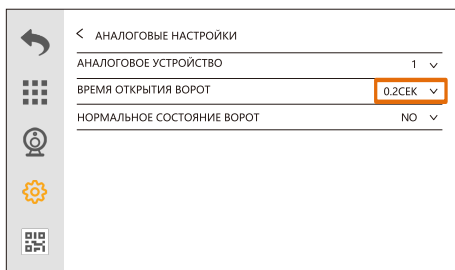 < АНАЛОГОВЫЕ НАСТРОЙКИ
АНАЛОГОВОЕ УСТРОЙСТВО 1
ВРЕМЯ ОТКРЫТИЯ ВОРОТ 0.2СЕК
НОРМАЛЬНОЕ СОСТОЯНИЕ ВОРОТ NO